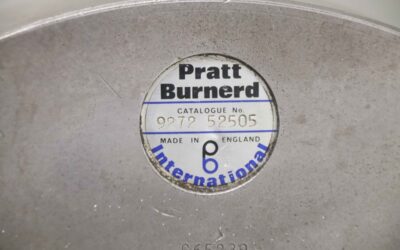 Pratt
Burnerd
CATALOGUE No.
9272 52505
MADE IN ENGLAND
International